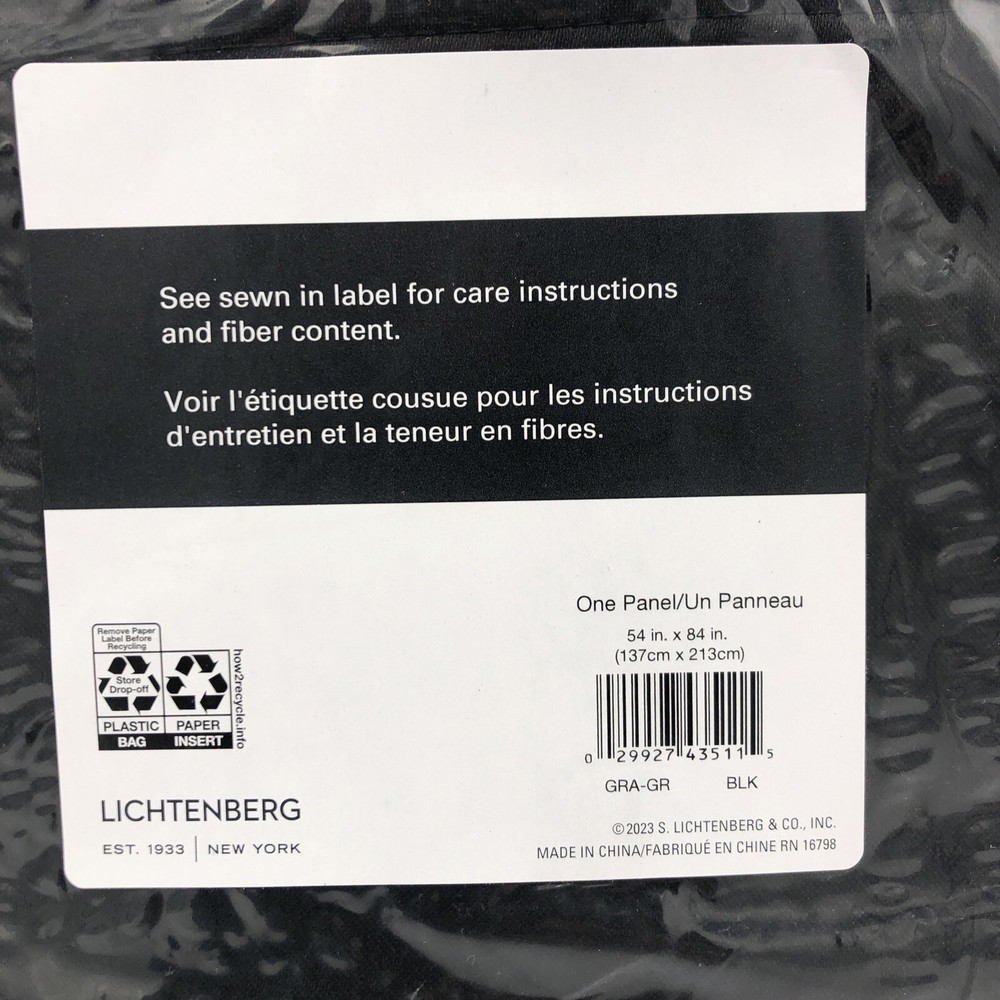 See sewn in label for care instructions
and fiber content.
Voir l'étiquette cousue pour les instructions
d'entretien et la teneur en fibres.
One Panel/Un Panneau
54 in. x 84 in.
(137cm x 213cm)
0 29927 43511 5
GRA-GR BLK
©2023 S. LICHTENBERG & CO., INC.
MADE IN CHINA/FABRIQUÉ EN CHINE RN 16798
Remove Paper
Label Before
Recycling
Store
Drop-off
PLASTIC PAPER
BAG INSERT
how2recycle.info
LICHTENBERG
EST. 1933 | NEW YORK